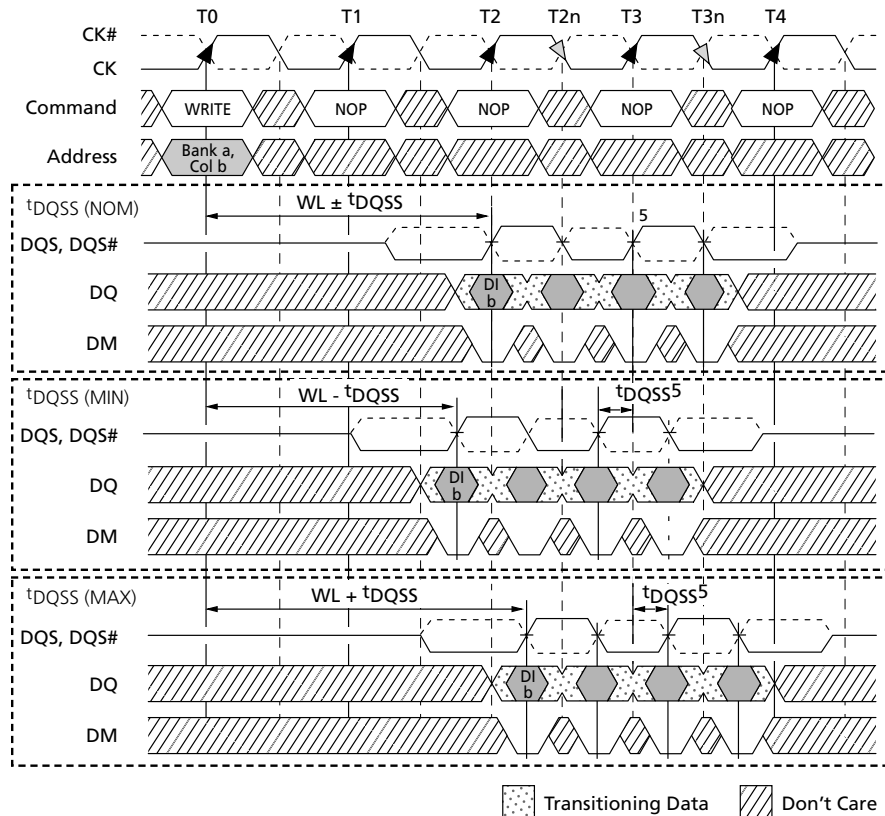 T0 T1 T2 T2n T3 T3n T4
CK#
CK
Command WRITE NOP NOP NOP NOP
Address Bank a, Col b
tDQSS (NOM) WL ± tDQSS
5
DQS, DQS#
DQ DI b
DM
tDQSS (MIN) WL - tDQSS tDQSS5
DQS, DQS#
DQ DI b
DM
tDQSS (MAX) WL + tDQSS tDQSS5
DQS, DQS#
DQ DI b
DM
Transitioning Data Don't Care